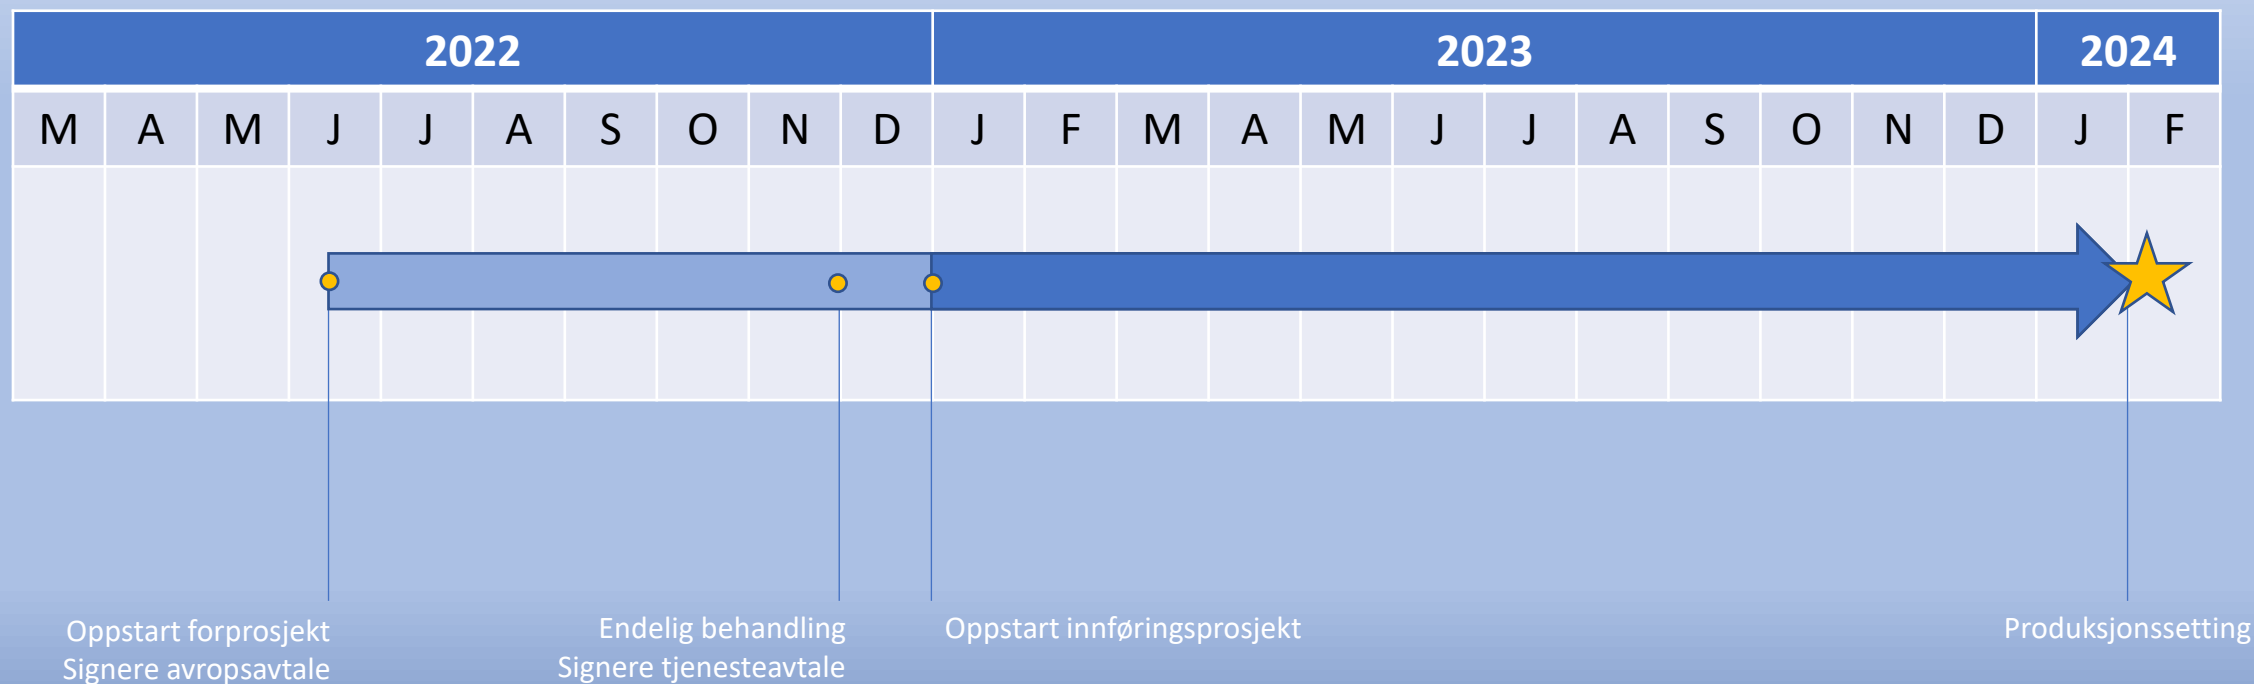 2022 2023 2024
M A M J J A S O N D J F M A M J J A S O N D J F
Oppstart forprosjekt
Signere avropsavtale
Endelig behandling
Signere tjenesteavtale
Oppstart innføringsprosjekt
Produksjonssetting